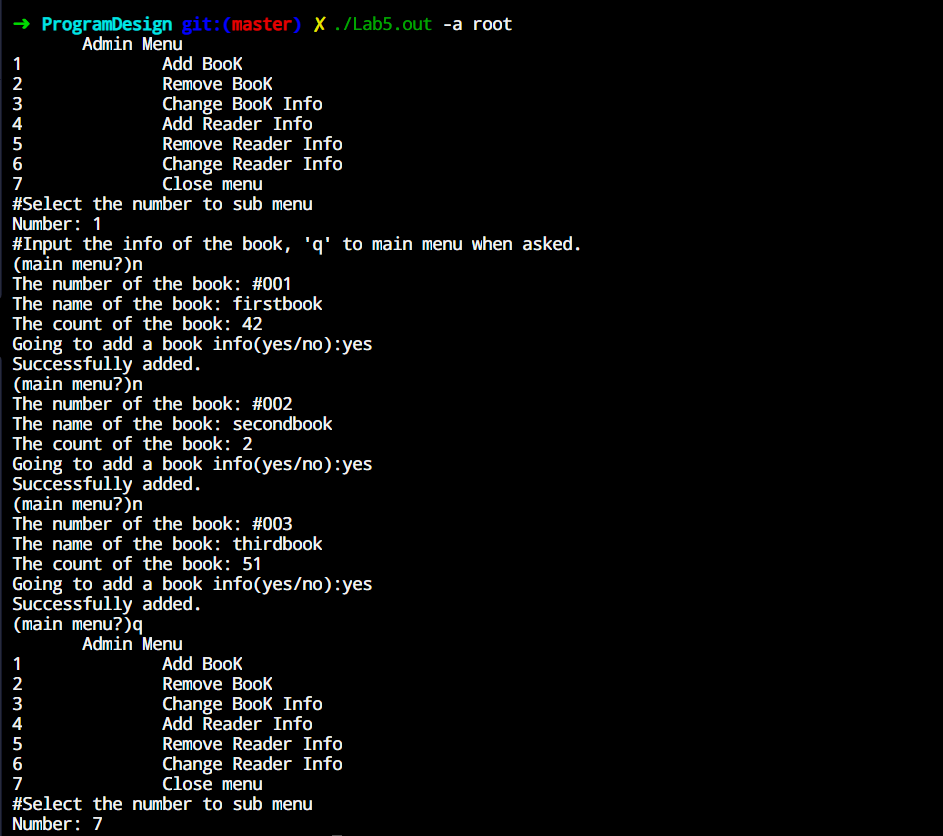 ➜ ProgramDesign git:(master) ✗ ./Lab5.out -a root
Admin Menu
1 Add BooK
2 Remove BooK
3 Change BooK Info
4 Add Reader Info
5 Remove Reader Info
6 Change Reader Info
7 Close menu
#Select the number to sub menu
Number: 1
#Input the info of the book, 'q' to main menu when asked.
(main menu?)n
The number of the book: #001
The name of the book: firstbook
The count of the book: 42
Going to add a book info(yes/no):yes
Successfully added.
(main menu?)n
The number of the book: #002
The name of the book: secondbook
The count of the book: 2
Going to add a book info(yes/no):yes
Successfully added.
(main menu?)n
The number of the book: #003
The name of the book: thirdbook
The count of the book: 51
Going to add a book info(yes/no):yes
Successfully added.
(main menu?)q
Admin Menu
1 Add BooK
2 Remove BooK
3 Change BooK Info
4 Add Reader Info
5 Remove Reader Info
6 Change Reader Info
7 Close menu
#Select the number to sub menu
Number: 7